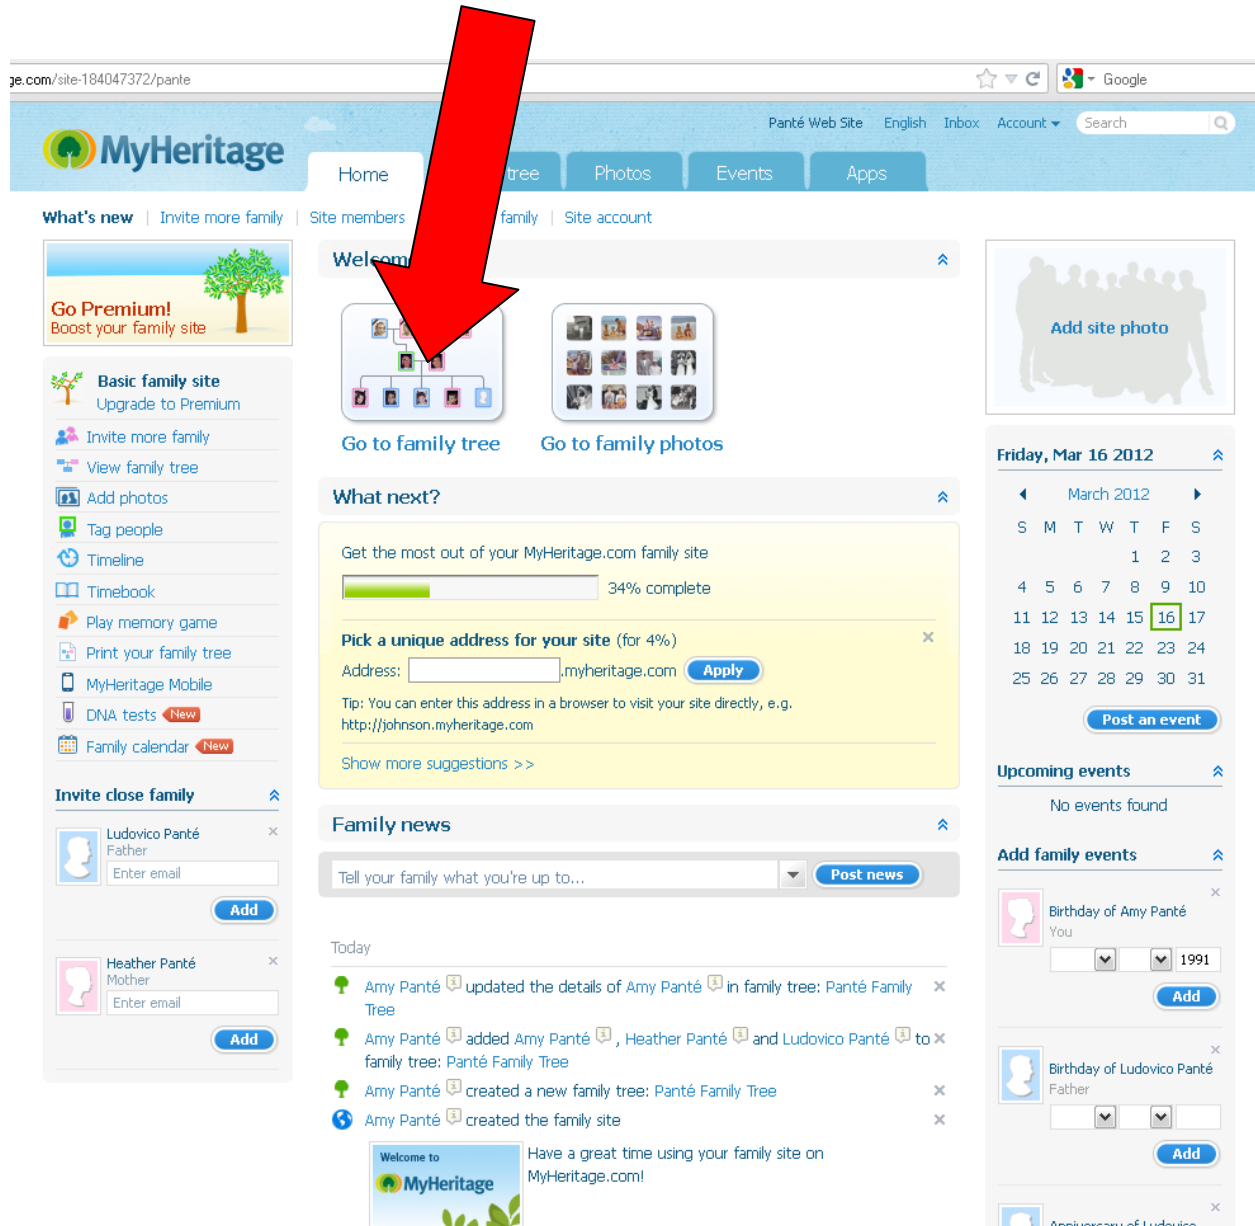 ge.com/site-184047372/pante
Google
MyHeritage
Panté Web Site English Inbox Account Search
Home tree Photos Events Apps
What's new | Invite more family | Site members family | Site account
Go Premium!
Boost your family site
Basic family site
Upgrade to Premium
Invite more family
View family tree
Add photos
Tag people
Timeline
Timebook
Play memory game
Print your family tree
MyHeritage Mobile
DNA tests New
Family calendar New
Invite close family
Ludovico Panté
Father
Enter email
Add
Heather Panté
Mother
Enter email
Add
Welcom
Go to family tree
Go to family photos
What next?
Get the most out of your MyHeritage.com family site
34% complete
Pick a unique address for your site (for 4%)
Address: .myheritage.com Apply
Tip: You can enter this address in a browser to visit your site directly, e.g.
http://johnson.myheritage.com
Show more suggestions >>
Family news
Tell your family what you're up to... Post news
Today
Amy Panté updated the details of Amy Panté in family tree: Panté Family
Tree
Amy Panté added Amy Panté , Heather Panté and Ludovico Panté to
family tree: Panté Family Tree
Amy Panté created a new family tree: Panté Family Tree
Amy Panté created the family site
Welcome to
MyHeritage
Have a great time using your family site on
MyHeritage.com!
Add site photo
Friday, Mar 16 2012
March 2012
S M T W T F S
1 2 3
4 5 6 7 8 9 10
11 12 13 14 15 16 17
18 19 20 21 22 23 24
25 26 27 28 29 30 31
Post an event
Upcoming events
No events found
Add family events
Birthday of Amy Panté
You
1991
Add
Birthday of Ludovico Panté
Father
Add
Anniversary of Ludovico